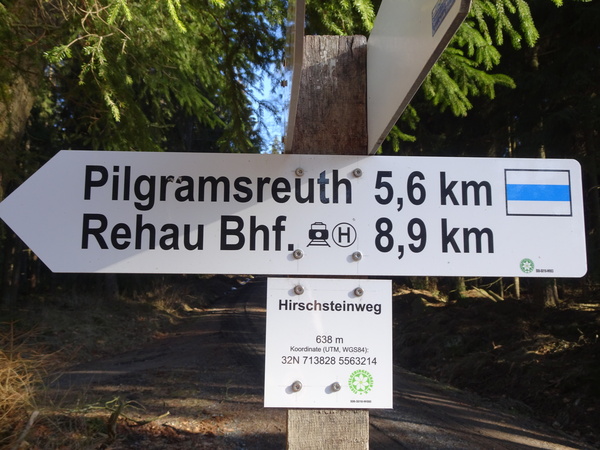 Pilgramsreuth 5,6 km
Rehau Bhf. H 8,9 km
Hirschsteinweg
638 m
Koordinate (UTM, WGS84):
32N 713828 5563214